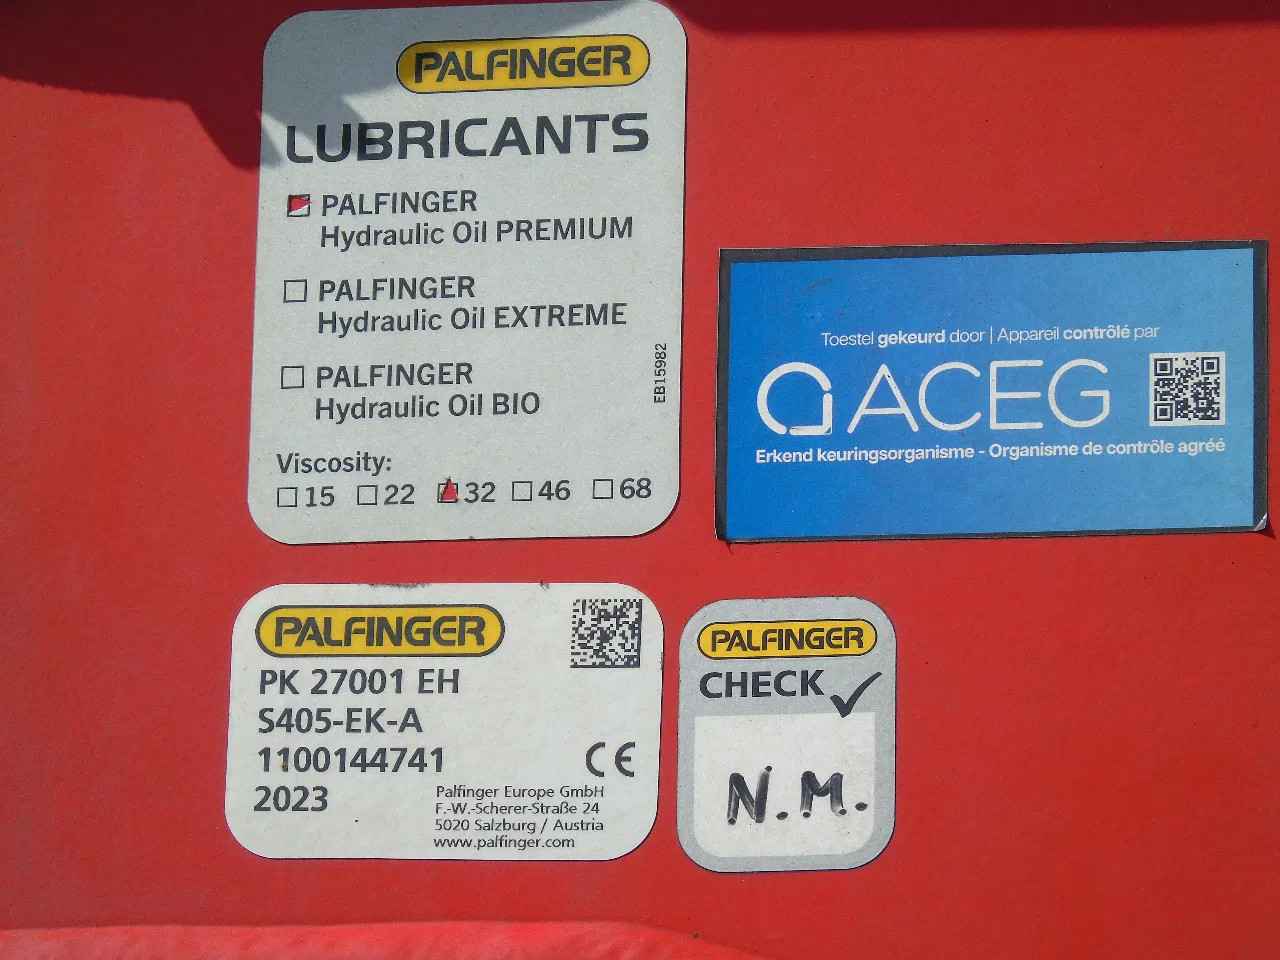 PALFINGER
LUBRICANTS
PALFINGER
Hydraulic Oil PREMIUM
PALFINGER
Hydraulic Oil EXTREME
PALFINGER
Hydraulic Oil BIO
EB15982
Viscosity:
15 22 32 46 68
Toestel gekeurd door | Appareil contrôlé par
ACEG
Erkend keuringsorganisme - Organisme de contrôle agréé
PALFINGER
PK 27001 EH
S405-EK-A
1100144741
CE
2023
Palfinger Europe GmbH
F.-W.-Scherer-Straße 24
5020 Salzburg / Austria
www.palfinger.com
PALFINGER
CHECK
N.M.